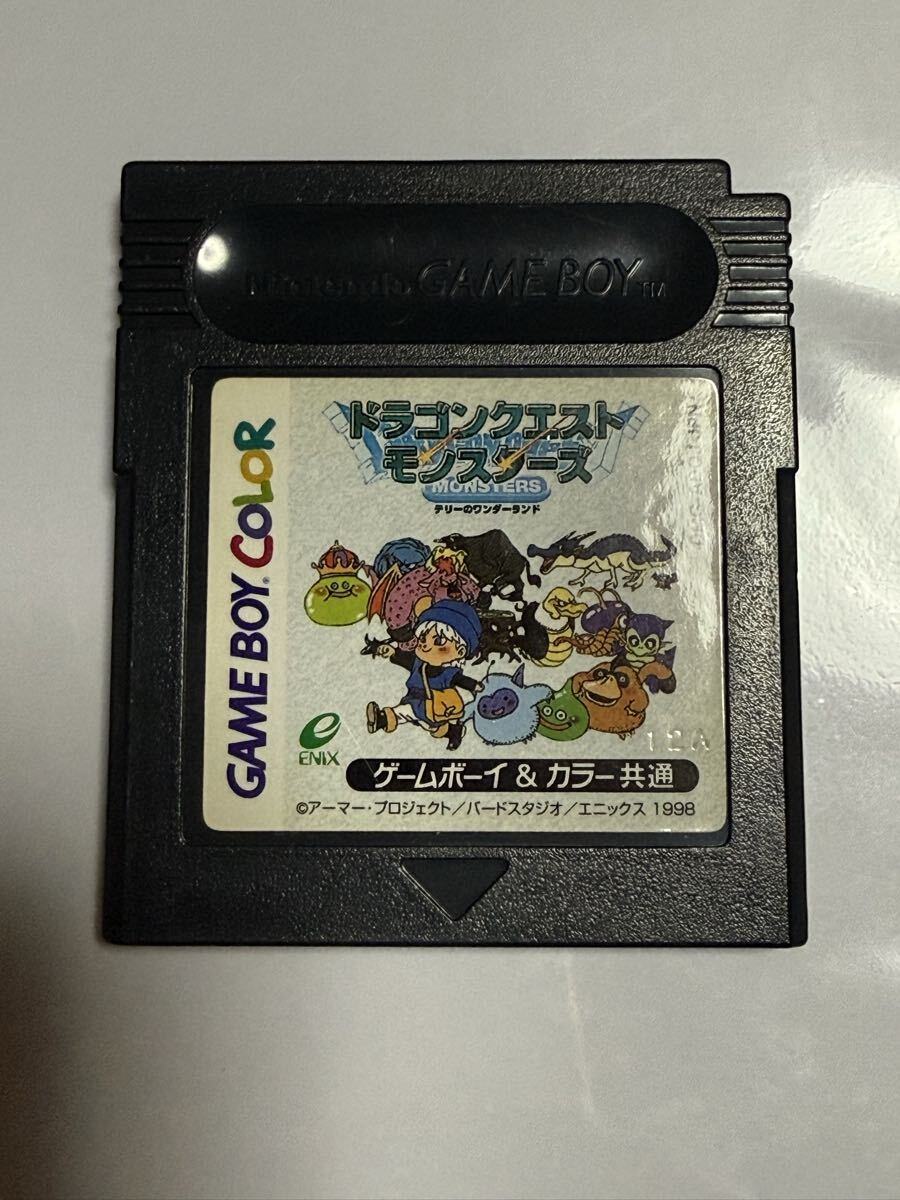 Nintendo GAME BOY TM
GAME BOY COLOR
ドラゴンクエスト
モンスターズ
MONSTERS
テリーのワンダーランド
ENIX
12A
ゲームボーイ & カラー 共通
©アーマー・プロジェクト／バードスタジオ／エニックス 1998